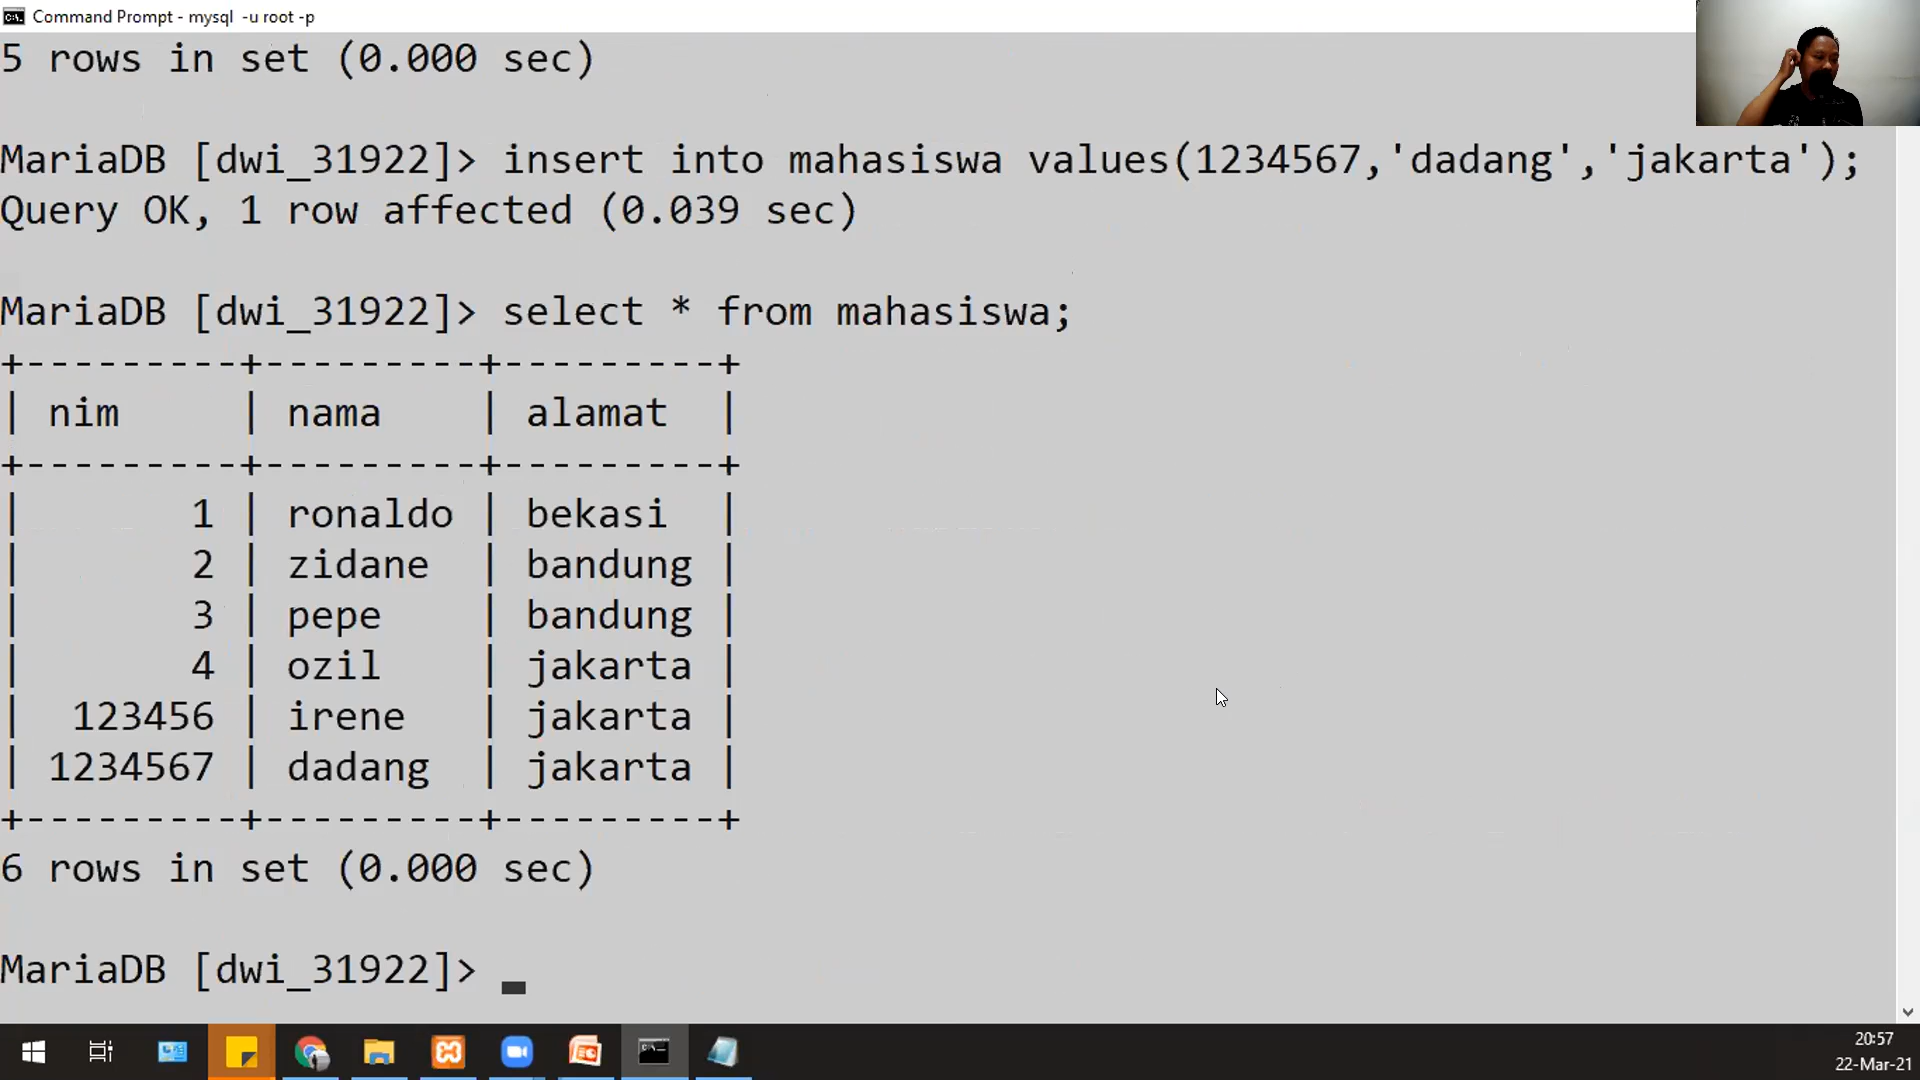 Command Prompt - mysql  -u root -p
5 rows in set (0.000 sec)
MariaDB [dwi_31922]> insert into mahasiswa values(1234567,'dadang','jakarta');
Query OK, 1 row affected (0.039 sec)
MariaDB [dwi_31922]> select * from mahasiswa;
+---------+---------+---------+
| nim     | nama    | alamat  |
+---------+---------+---------+
|       1 | ronaldo | bekasi  |
|       2 | zidane  | bandung |
|       3 | pepe    | bandung |
|       4 | ozil    | jakarta |
|  123456 | irene   | jakarta |
| 1234567 | dadang  | jakarta |
+---------+---------+---------+
6 rows in set (0.000 sec)
MariaDB [dwi_31922]>
20:57
22-Mar-21